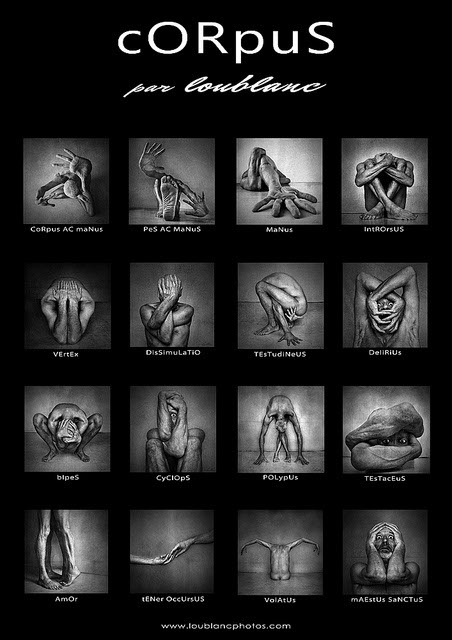 cORpuS
par loublanc
CoRpus AC maNus
PeS AC MaNuS
MaNus
IntROrsUS
VErtEx
DIsSimuLaTiO
TEsTudiNeUS
DeliRiUs
bIpeS
CyClOpS
POLypUs
TEsTacEuS
AmOr
tENer OccUrsUS
VolAtUs
mAEstUs SaNCTuS
www.loublancphotos.com